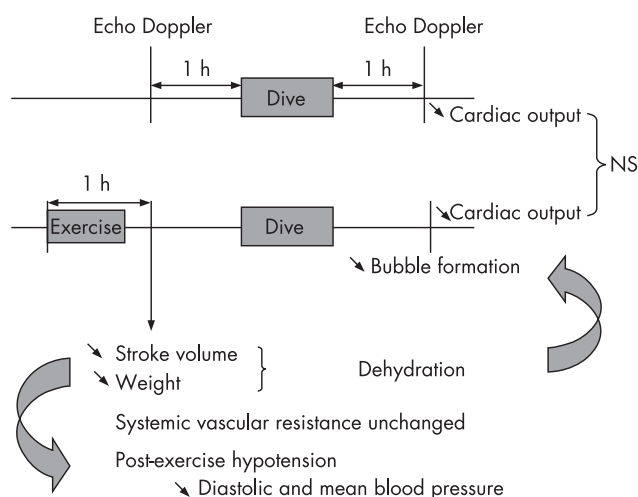 Echo Doppler Echo Doppler
1 h 1 h
Dive
Cardiac output
NS
1 h
Exercise Dive
Cardiac output
Bubble formation
Stroke volume
Weight
Dehydration
Systemic vascular resistance unchanged
Post-exercise hypotension
Diastolic and mean blood pressure